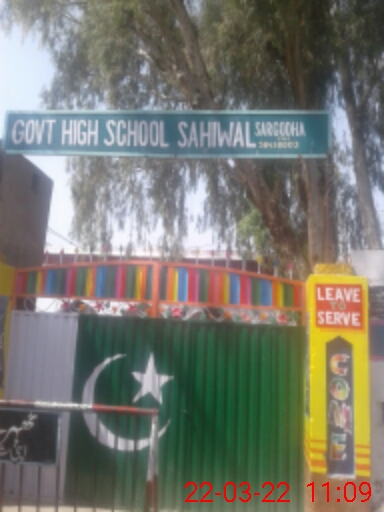 GOVT HIGH SCHOOL SAHIWAL SARGODHA
LEAVE
SERVE
22-03-22 11:09